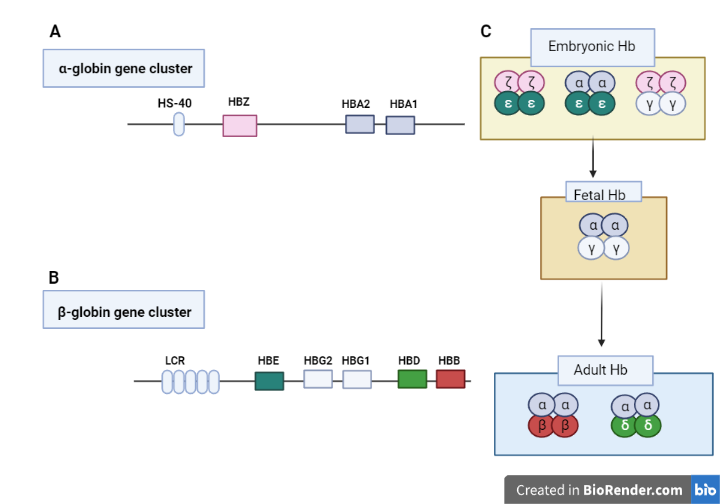 A
α-globin gene cluster
HS-40 HBZ HBA2 HBA1
B
β-globin gene cluster
LCR HBE HBG2 HBG1 HBD HBB
C
Embryonic Hb
ζ ζ α α ζ ζ
ε ε ε ε γ γ
Fetal Hb
α α
γ γ
Adult Hb
α α α α
β β δ δ
Created in BioRender.com bio